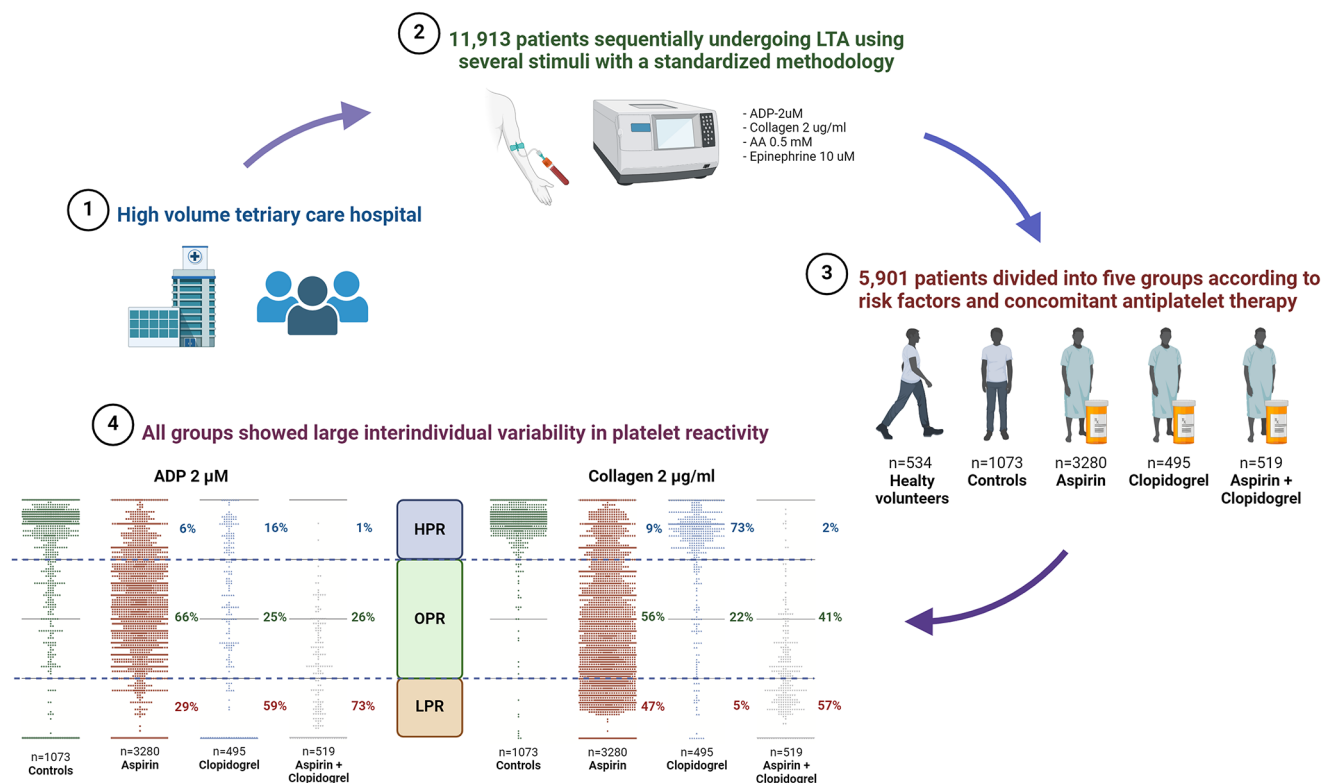 2
11,913 patients sequentially undergoing LTA using
several stimuli with a standardized methodology
- ADP-2uM
- Collagen 2 ug/ml
- AA 0.5 mM
- Epinephrine 10 uM
1
High volume tetriary care hospital
3
5,901 patients divided into five groups according to
risk factors and concomitant antiplatelet therapy
n=534
Healty
volunteers
n=1073
Controls
n=3280
Aspirin
n=495
Clopidogrel
n=519
Aspirin +
Clopidogrel
4
All groups showed large interindividual variability in platelet reactivity
ADP 2 μM
Collagen 2 μg/ml
6% 16% 1% HPR 9% 73% 2%
66% 25% 26% OPR 56% 22% 41%
29% 59% 73% LPR 47% 5% 57%
n=1073
Controls
n=3280
Aspirin
n=495
Clopidogrel
n=519
Aspirin +
Clopidogrel
n=1073
Controls
n=3280
Aspirin
n=495
Clopidogrel
n=519
Aspirin +
Clopidogrel